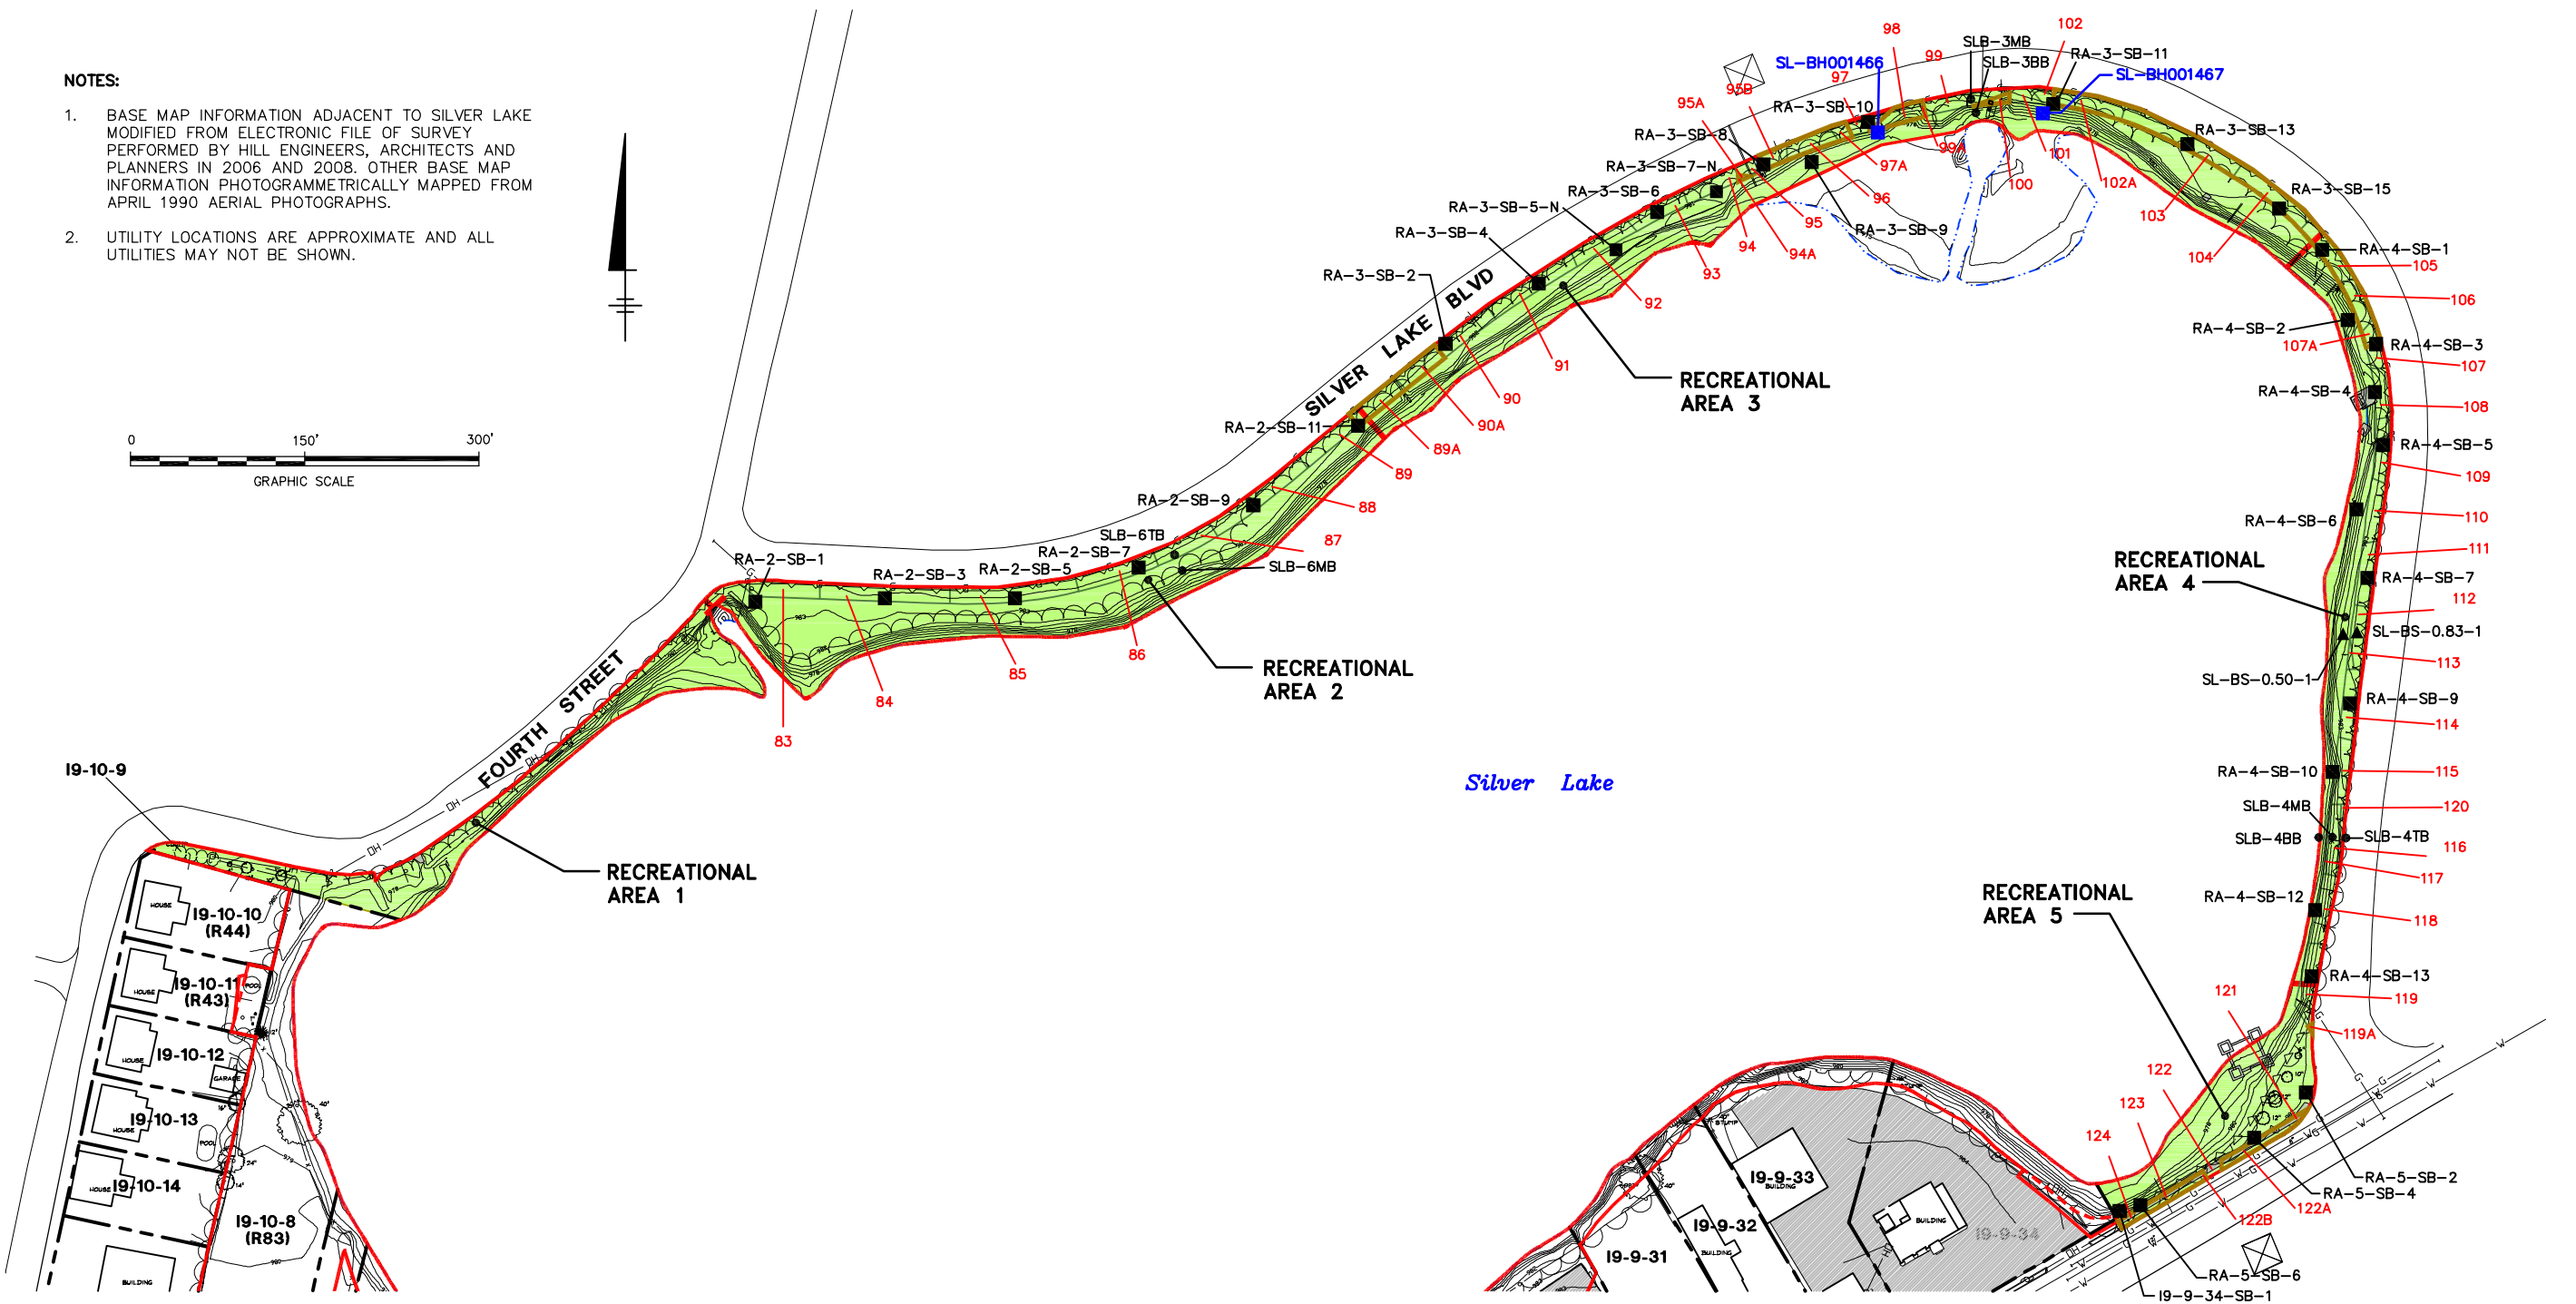 NOTES:
1. BASE MAP INFORMATION ADJACENT TO SILVER LAKE
MODIFIED FROM ELECTRONIC FILE OF SURVEY
PERFORMED BY HILL ENGINEERS, ARCHITECTS AND
PLANNERS IN 2006 AND 2008. OTHER BASE MAP
INFORMATION PHOTOGRAMMETRICALLY MAPPED FROM
APRIL 1990 AERIAL PHOTOGRAPHS.
2. UTILITY LOCATIONS ARE APPROXIMATE AND ALL
UTILITIES MAY NOT BE SHOWN.
0 150' 300'
GRAPHIC SCALE
SILVER LAKE BLVD
FOURTH STREET
Silver Lake
RECREATIONAL
AREA 1
RECREATIONAL
AREA 2
RECREATIONAL
AREA 3
RECREATIONAL
AREA 4
RECREATIONAL
AREA 5
I9-10-9
I9-10-10
(R44)
I9-10-11
(R43)
I9-10-12
I9-10-13
I9-10-14
I9-10-8
(R83)
HOUSE
HOUSE
HOUSE
HOUSE
HOUSE
GARAGE
POOL
POOL
BUILDING
RA-2-SB-1
RA-2-SB-3
RA-2-SB-5
RA-2-SB-7
SLB-6TB
SLB-6MB
RA-2-SB-9
RA-2-SB-11
83
84
85
86
87
88
89
89A
90A
90
91
92
93
94
94A
95
95A
95B
96
97
97A
98
99
99A
100
101
102
102A
103
104
105
106
107A
107
108
109
110
111
112
113
114
115
120
116
117
118
119
119A
121
122
123
124
122A
122B
RA-3-SB-2
RA-3-SB-4
RA-3-SB-5-N
RA-3-SB-6
RA-3-SB-7-N
RA-3-SB-8
RA-3-SB-9
RA-3-SB-10
SL-BH001466
SLB-3MB
SLB-3BB
RA-3-SB-11
SL-BH001467
RA-3-SB-13
RA-3-SB-15
RA-4-SB-1
RA-4-SB-2
RA-4-SB-3
RA-4-SB-4
RA-4-SB-5
RA-4-SB-6
RA-4-SB-7
SL-BS-0.83-1
SL-BS-0.50-1
RA-4-SB-9
RA-4-SB-10
SLB-4MB
SLB-4BB
SLB-4TB
RA-4-SB-12
RA-4-SB-13
RA-5-SB-2
RA-5-SB-4
RA-5-SB-6
I9-9-34-SB-1
I9-9-31
I9-9-32
I9-9-33
I9-9-34
BUILDING
BUILDING
BUILDING
STUMP